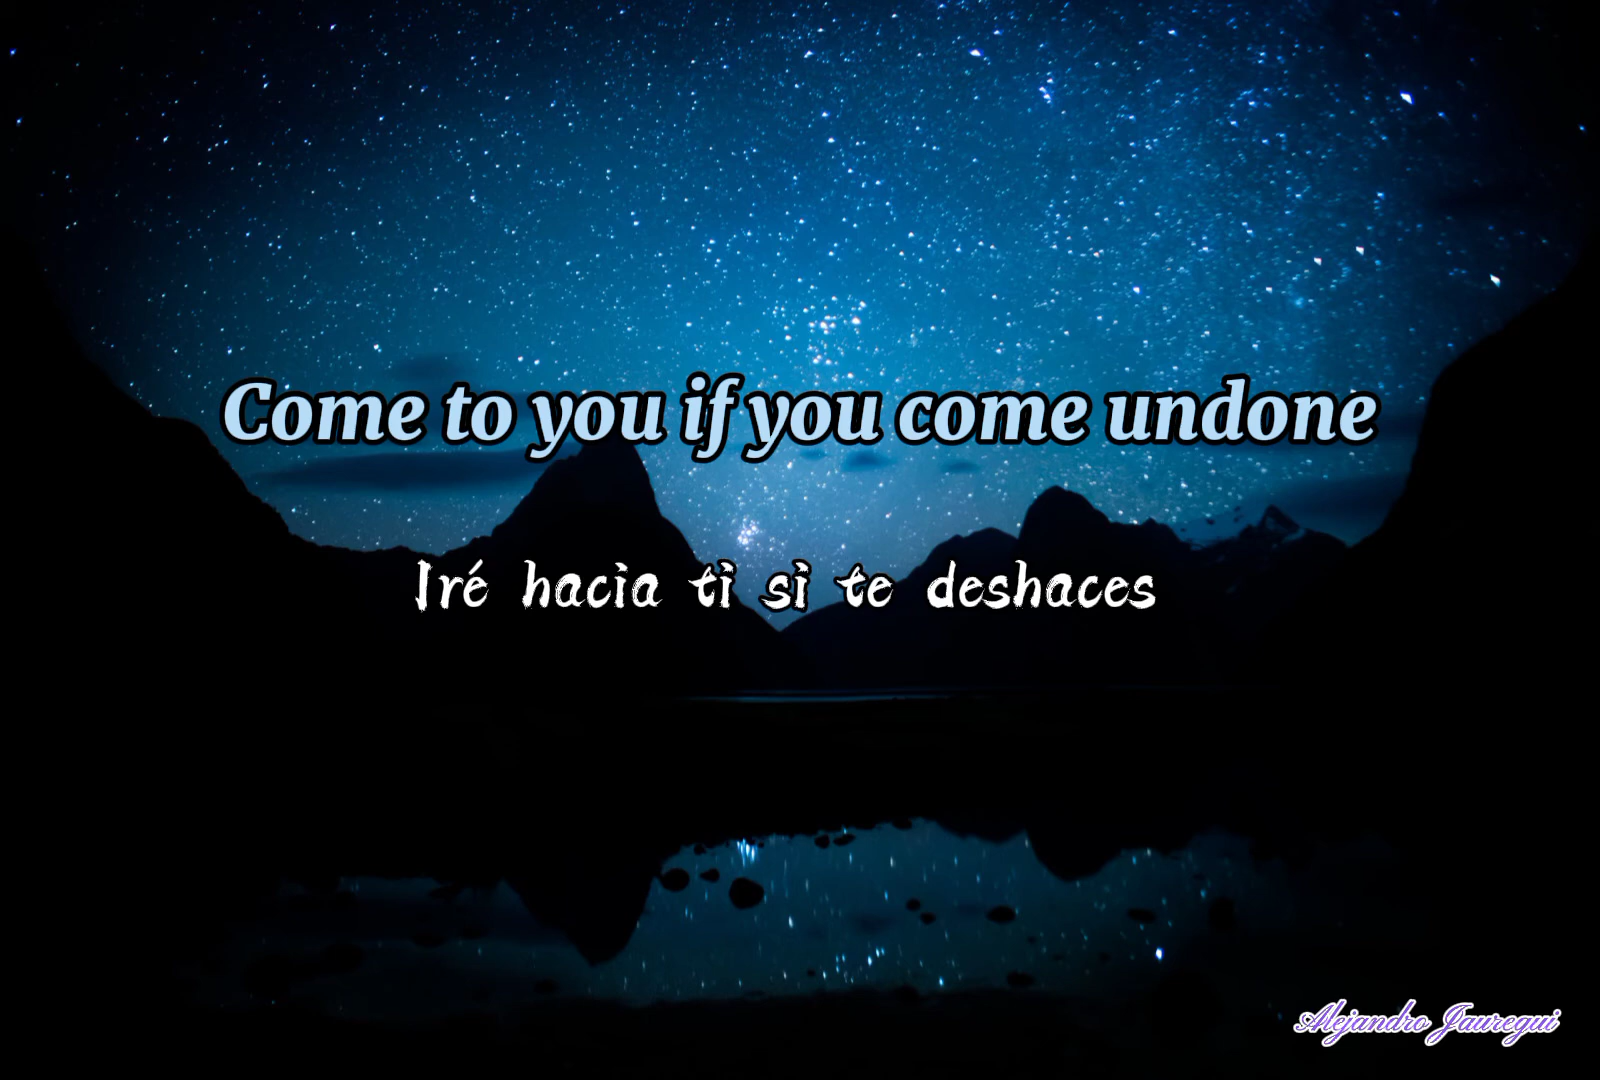 Come to you if you come undone
Iré hacia ti si te deshaces
Alejandro Jauregui